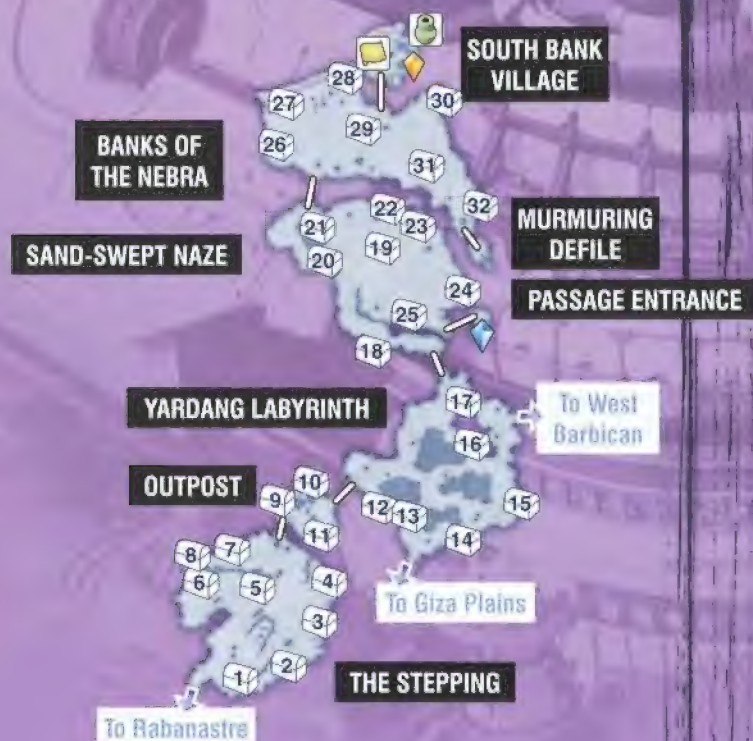 SOUTH BANK
VILLAGE
28
27
30
29
BANKS OF
THE NEBRA
26
31
32
22
23
21
MURMURING
DEFILE
SAND-SWEPT NAZE
19
20
24
PASSAGE ENTRANCE
25
18
YARDANG LABYRINTH
17
To West
Barbican
16
OUTPOST
10
9
12
13
15
11
14
8
7
6
5
4
To Giza Plains
3
2
1
THE STEPPING
To Rabanastre